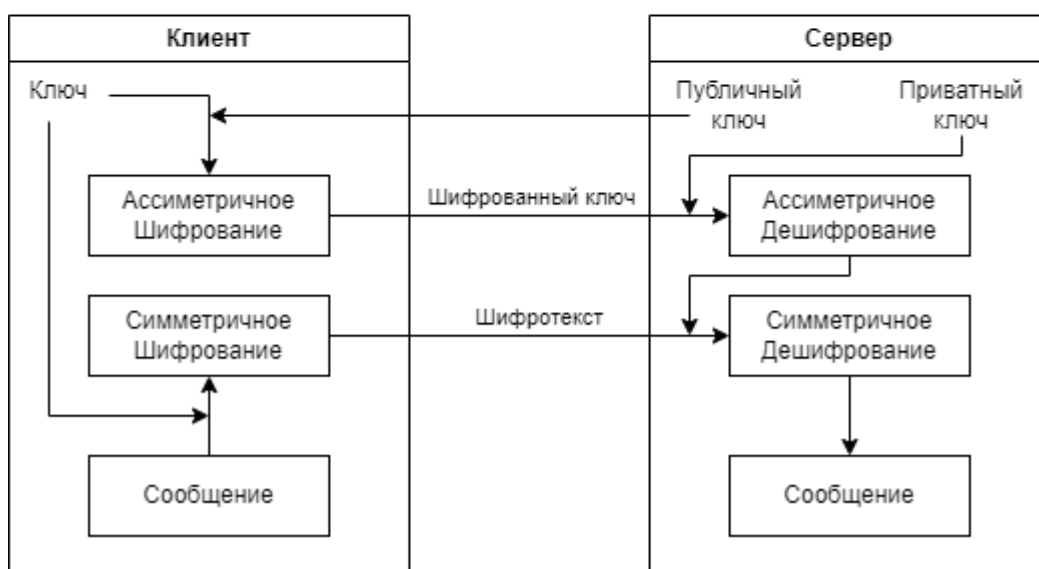 Клиент
Сервер
Ключ
Публичный
ключ
Приватный
ключ
Ассиметричное
Шифрование
Шифрованный ключ
Ассиметричное
Дешифрование
Симметричное
Шифрование
Шифротекст
Симметричное
Дешифрование
Сообщение
Сообщение